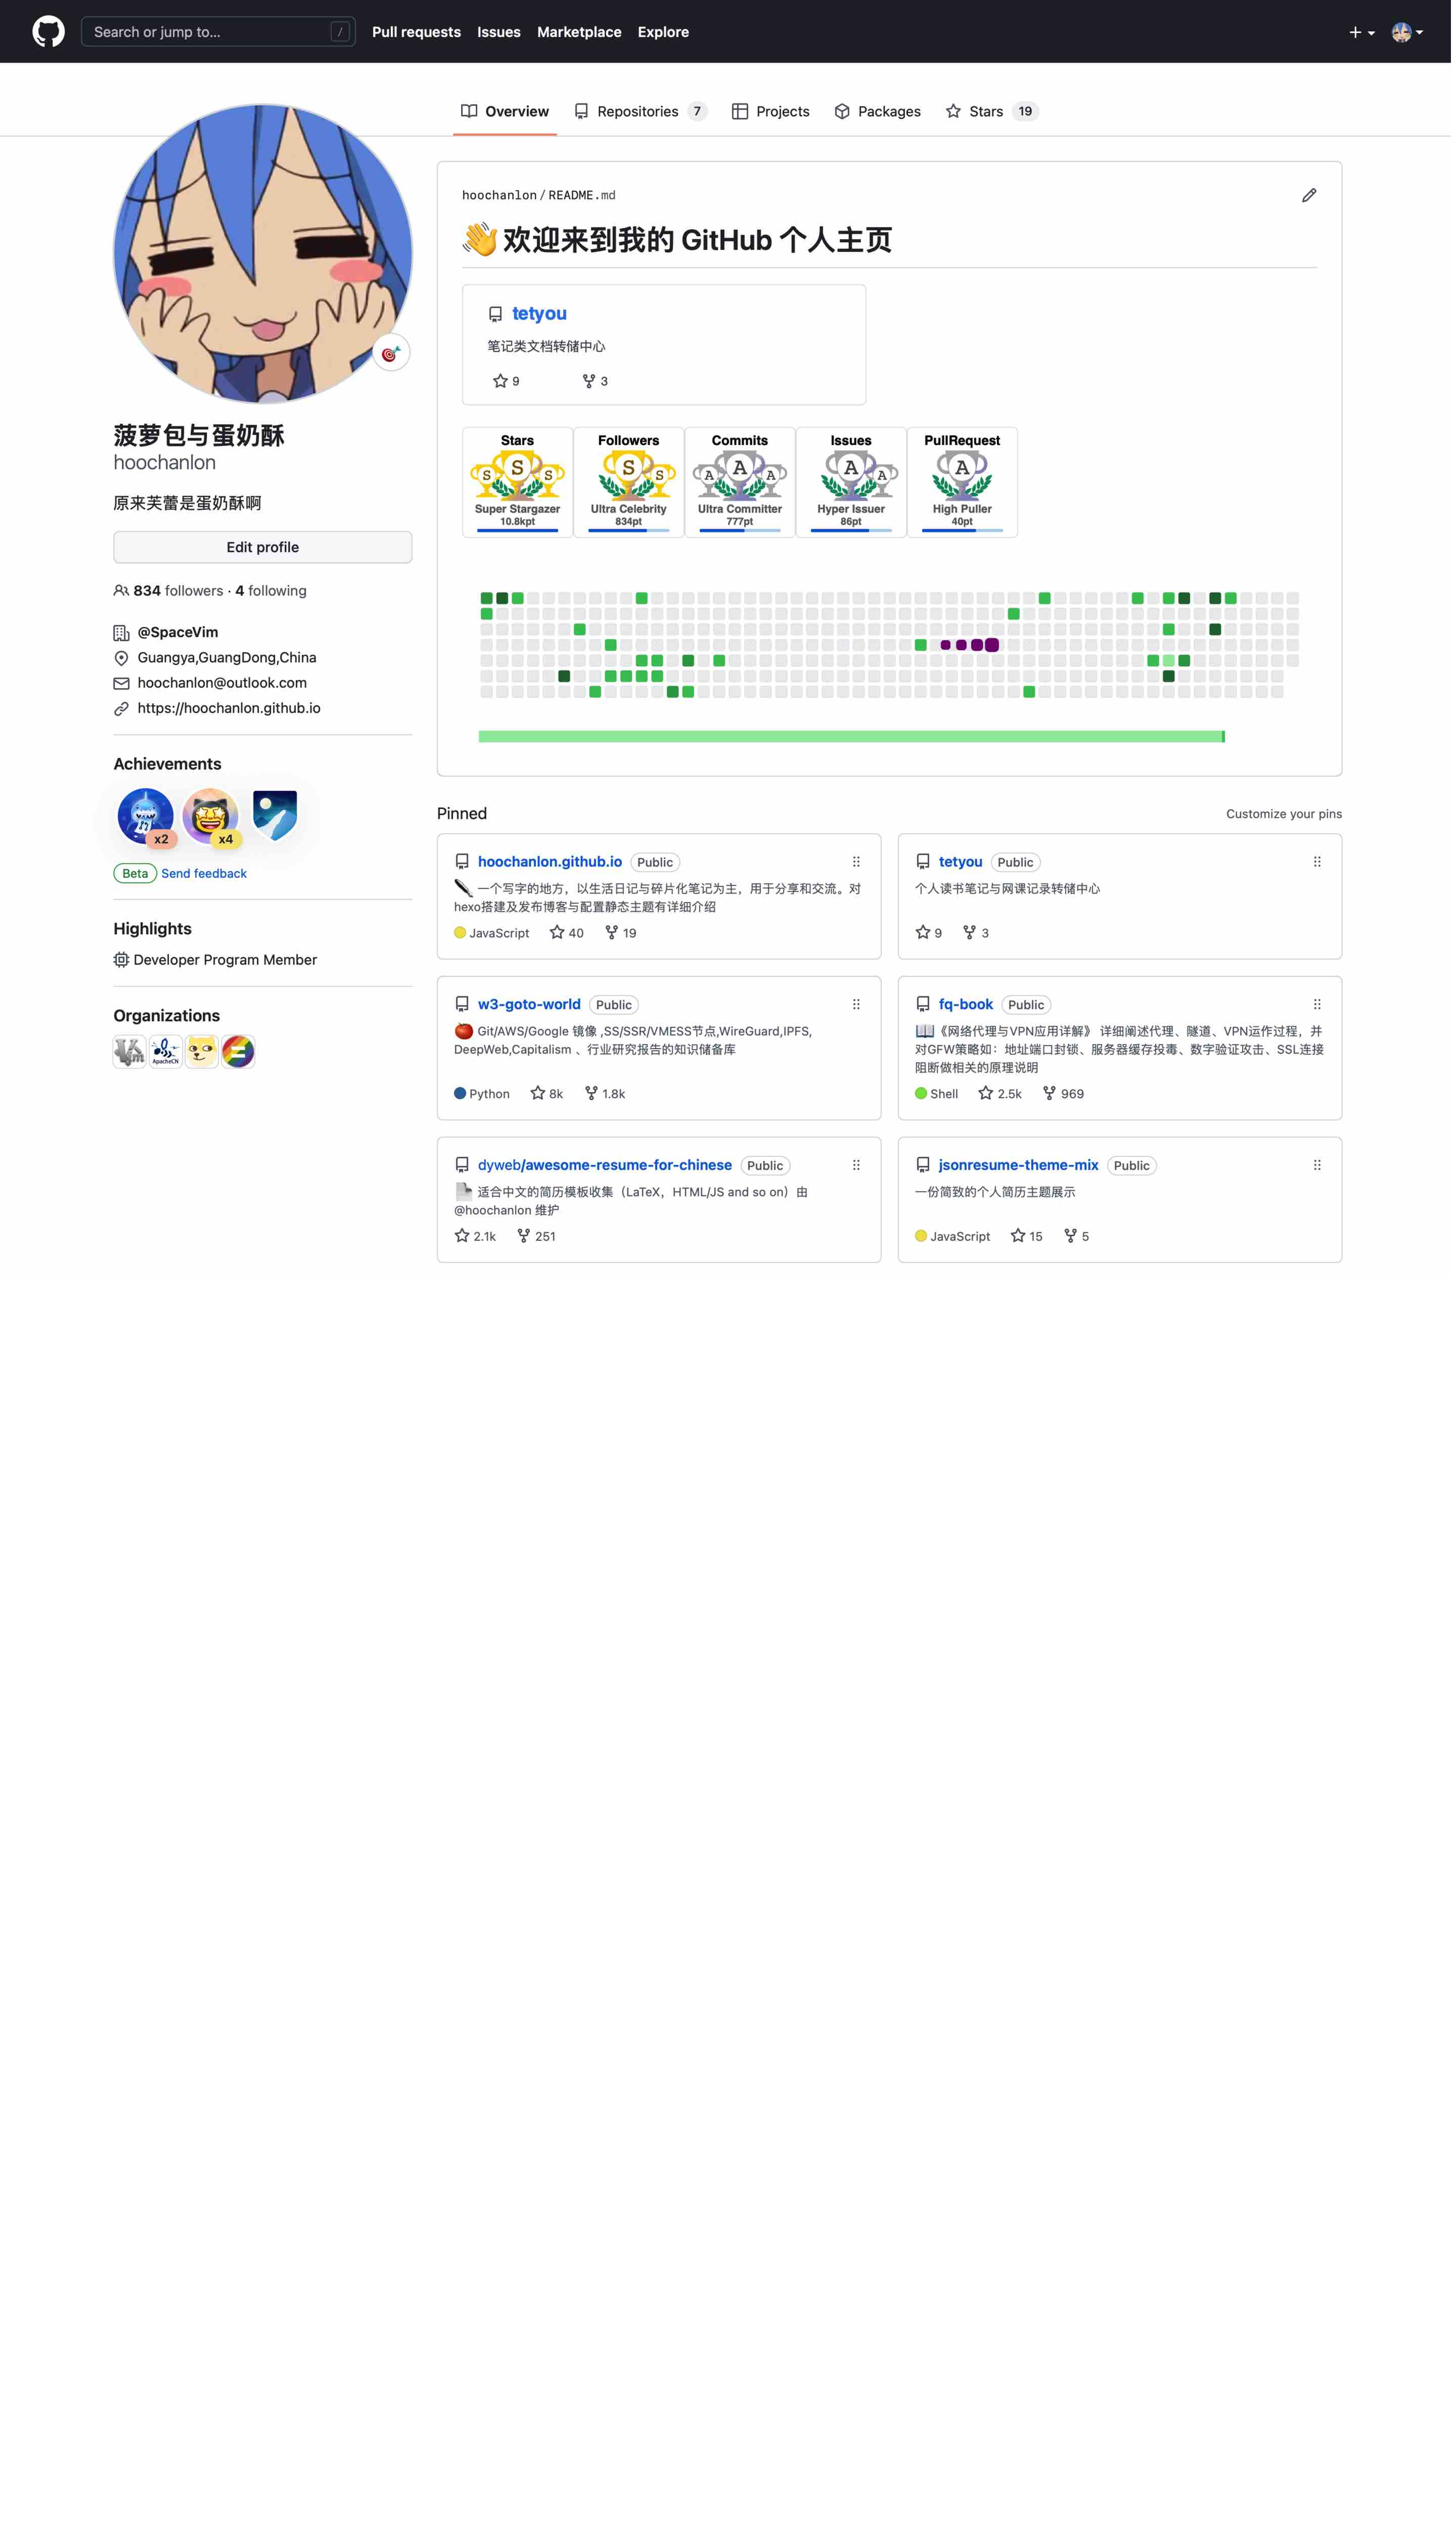 Search or jump to... /
Pull requests Issues Marketplace Explore
Overview Repositories 7 Projects Packages Stars 19
菠萝包与蛋奶酥
hoochanlon
原来芙蕾是蛋奶酥啊
Edit profile
834 followers · 4 following
@SpaceVim
Guangya,GuangDong,China
hoochanlon@outlook.com
https://hoochanlon.github.io
Achievements
x2 x4
Beta Send feedback
Highlights
Developer Program Member
Organizations
Vim ApacheCN
hoochanlon / README.md
👋 欢迎来到我的 GitHub 个人主页
tetyou
笔记类文档转储中心
9 3
Stars Followers Commits Issues PullRequest
S S S S S A A A A A A
Super Stargazer Ultra Celebrity Ultra Committer Hyper Issuer High Puller
10.8kpt 834pt 777pt 86pt 40pt
Pinned Customize your pins
hoochanlon.github.io Public
一个写字的地方，以生活日记与碎片化笔记为主，用于分享和交流。对
hexo搭建及发布博客与配置静态主题有详细介绍
JavaScript 40 19
tetyou Public
个人读书笔记与网课记录转储中心
9 3
w3-goto-world Public
🍅 Git/AWS/Google 镜像 ,SS/SSR/VMESS节点,WireGuard,IPFS,
DeepWeb,Capitalism 、行业研究报告的知识储备库
Python 8k 1.8k
fq-book Public
📖《网络代理与VPN应用详解》 详细阐述代理、隧道、VPN运作过程，并
对GFW策略如：地址端口封锁、服务器缓存投毒、数字验证攻击、SSL连接
阻断做相关的原理说明
Shell 2.5k 969
dyweb/awesome-resume-for-chinese Public
📄 适合中文的简历模板收集（LaTeX，HTML/JS and so on）由
@hoochanlon 维护
2.1k 251
jsonresume-theme-mix Public
一份简致的个人简历主题展示
JavaScript 15 5